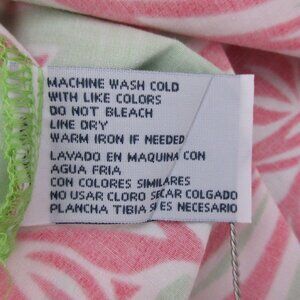 MACHINE WASH COLD
WITH LIKE COLORS
DO NOT BLEACH
LINE DRY
WARM IRON IF NEEDED
LAVADO EN MAQUINA CON
AGUA FRIA
CON COLORES SIMILARES
NO USAR CLORO SECAR COLGADO
PLANCHA TIBIA SI ES NECESARIO